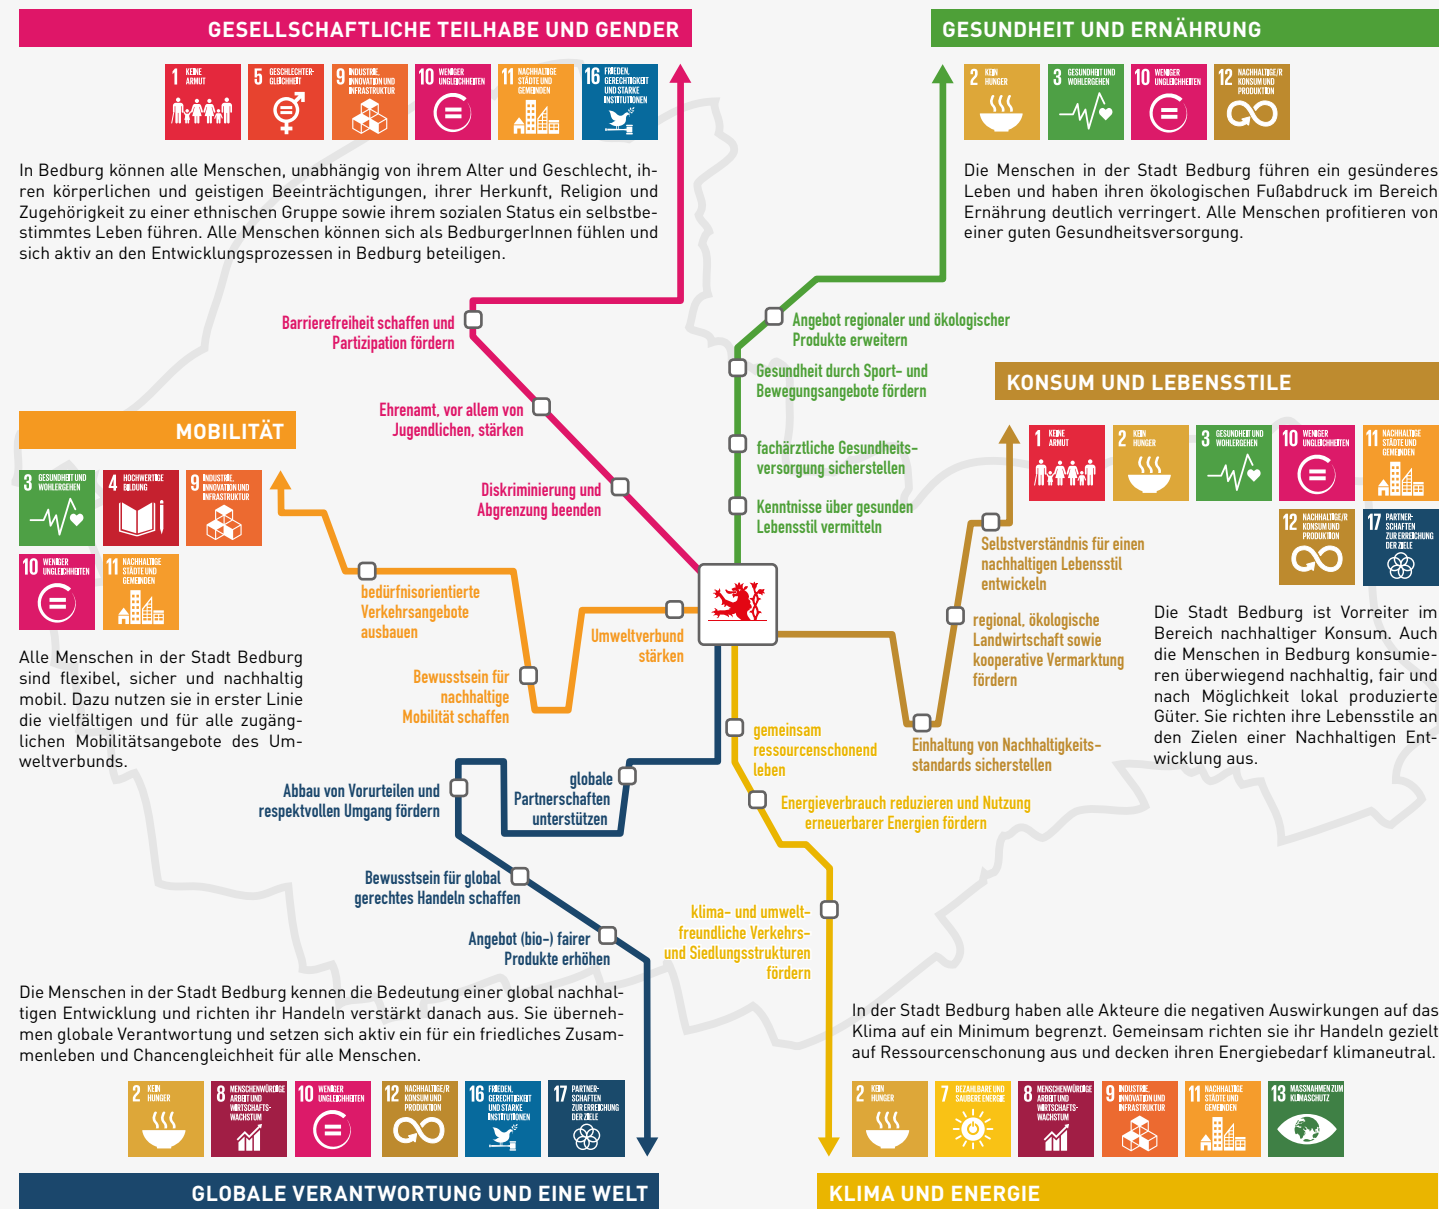 GESELLSCHAFTLICHE TEILHABE UND GENDER
1 KEINE
ARMUT
5 GESCHLECHTER-
GLEICHHEIT
9 INDUSTRIE,
INNOVATION UND
INFRASTRUKTUR
10 WENIGER
UNGLEICHHEITEN
11 NACHHALTIGE
STÄDTE UND
GEMEINDEN
16 FRIEDEN,
GERECHTIGKEIT
UND STARKE
INSTITUTIONEN
In Bedburg können alle Menschen, unabhängig von ihrem Alter und Geschlecht, ih-
ren körperlichen und geistigen Beeinträchtigungen, ihrer Herkunft, Religion und
Zugehörigkeit zu einer ethnischen Gruppe sowie ihrem sozialen Status ein selbstbe-
stimmtes Leben führen. Alle Menschen können sich als BedburgerInnen fühlen und
sich aktiv an den Entwicklungsprozessen in Bedburg beteiligen.
Barrierefreiheit schaffen und
Partizipation fördern
Ehrenamt, vor allem von
Jugendlichen, stärken
Diskriminierung und
Abgrenzung beenden
GESUNDHEIT UND ERNÄHRUNG
2 KEIN
HUNGER
3 GESUNDHEIT UND
WOHLERGEHEN
10 WENIGER
UNGLEICHHEITEN
12 NACHHALTIGE/R
KONSUM UND
PRODUKTION
Die Menschen in der Stadt Bedburg führen ein gesünderes
Leben und haben ihren ökologischen Fußabdruck im Bereich
Ernährung deutlich verringert. Alle Menschen profitieren von
einer guten Gesundheitsversorgung.
Angebot regionaler und ökologischer
Produkte erweitern
Gesundheit durch Sport- und
Bewegungsangebote fördern
fachärztliche Gesundheits-
versorgung sicherstellen
Kenntnisse über gesunden
Lebensstil vermitteln
MOBILITÄT
3 GESUNDHEIT UND
WOHLERGEHEN
4 HOCHWERTIGE
BILDUNG
9 INDUSTRIE,
INNOVATION UND
INFRASTRUKTUR
10 WENIGER
UNGLEICHHEITEN
11 NACHHALTIGE
STÄDTE UND
GEMEINDEN
Alle Menschen in der Stadt Bedburg
sind flexibel, sicher und nachhaltig
mobil. Dazu nutzen sie in erster Linie
die vielfältigen und für alle zugäng-
lichen Mobilitätsangebote des Um-
weltverbunds.
bedürfnisorientierte
Verkehrsangebote
ausbauen
Bewusstsein für
nachhaltige
Mobilität schaffen
Umweltverbund
stärken
KONSUM UND LEBENSSTILE
1 KEINE
ARMUT
2 KEIN
HUNGER
3 GESUNDHEIT UND
WOHLERGEHEN
10 WENIGER
UNGLEICHHEITEN
11 NACHHALTIGE
STÄDTE UND
GEMEINDEN
12 NACHHALTIGE/R
KONSUM UND
PRODUKTION
17 PARTNER-
SCHAFTEN
ZUR ERREICHUNG
DER ZIELE
Die Stadt Bedburg ist Vorreiter im
Bereich nachhaltiger Konsum. Auch
die Menschen in Bedburg konsumie-
ren überwiegend nachhaltig, fair und
nach Möglichkeit lokal produzierte
Güter. Sie richten ihre Lebensstile an
den Zielen einer Nachhaltigen Ent-
wicklung aus.
Selbstverständnis für einen
nachhaltigen Lebensstil
entwickeln
regional, ökologische
Landwirtschaft sowie
kooperative Vermarktung
fördern
Einhaltung von Nachhaltigkeits-
standards sicherstellen
globale
Partnerschaften
unterstützen
Abbau von Vorurteilen und
respektvollen Umgang fördern
Bewusstsein für global
gerechtes Handeln schaffen
Angebot (bio-) fairer
Produkte erhöhen
Die Menschen in der Stadt Bedburg kennen die Bedeutung einer global nachhal-
tigen Entwicklung und richten ihr Handeln verstärkt danach aus. Sie überneh-
men globale Verantwortung und setzen sich aktiv ein für ein friedliches Zusam-
menleben und Chancengleichheit für alle Menschen.
2 KEIN
HUNGER
8 MENSCHENWÜRDIGE
ARBEIT UND
WIRTSCHAFTS-
WACHSTUM
10 WENIGER
UNGLEICHHEITEN
12 NACHHALTIGE/R
KONSUM UND
PRODUKTION
16 FRIEDEN,
GERECHTIGKEIT
UND STARKE
INSTITUTIONEN
17 PARTNER-
SCHAFTEN
ZUR ERREICHUNG
DER ZIELE
GLOBALE VERANTWORTUNG UND EINE WELT
gemeinsam
ressourcenschonend
leben
Energieverbrauch reduzieren und Nutzung
erneuerbarer Energien fördern
klima- und umwelt-
freundliche Verkehrs-
und Siedlungsstrukturen
fördern
In der Stadt Bedburg haben alle Akteure die negativen Auswirkungen auf das
Klima auf ein Minimum begrenzt. Gemeinsam richten sie ihr Handeln gezielt
auf Ressourcenschonung aus und decken ihren Energiebedarf klimaneutral.
2 KEIN
HUNGER
7 BEZAHLBARE UND
SAUBERE ENERGIE
8 MENSCHENWÜRDIGE
ARBEIT UND
WIRTSCHAFTS-
WACHSTUM
9 INDUSTRIE,
INNOVATION UND
INFRASTRUKTUR
11 NACHHALTIGE
STÄDTE UND
GEMEINDEN
13 MASSNAHMEN ZUM
KLIMASCHUTZ
KLIMA UND ENERGIE